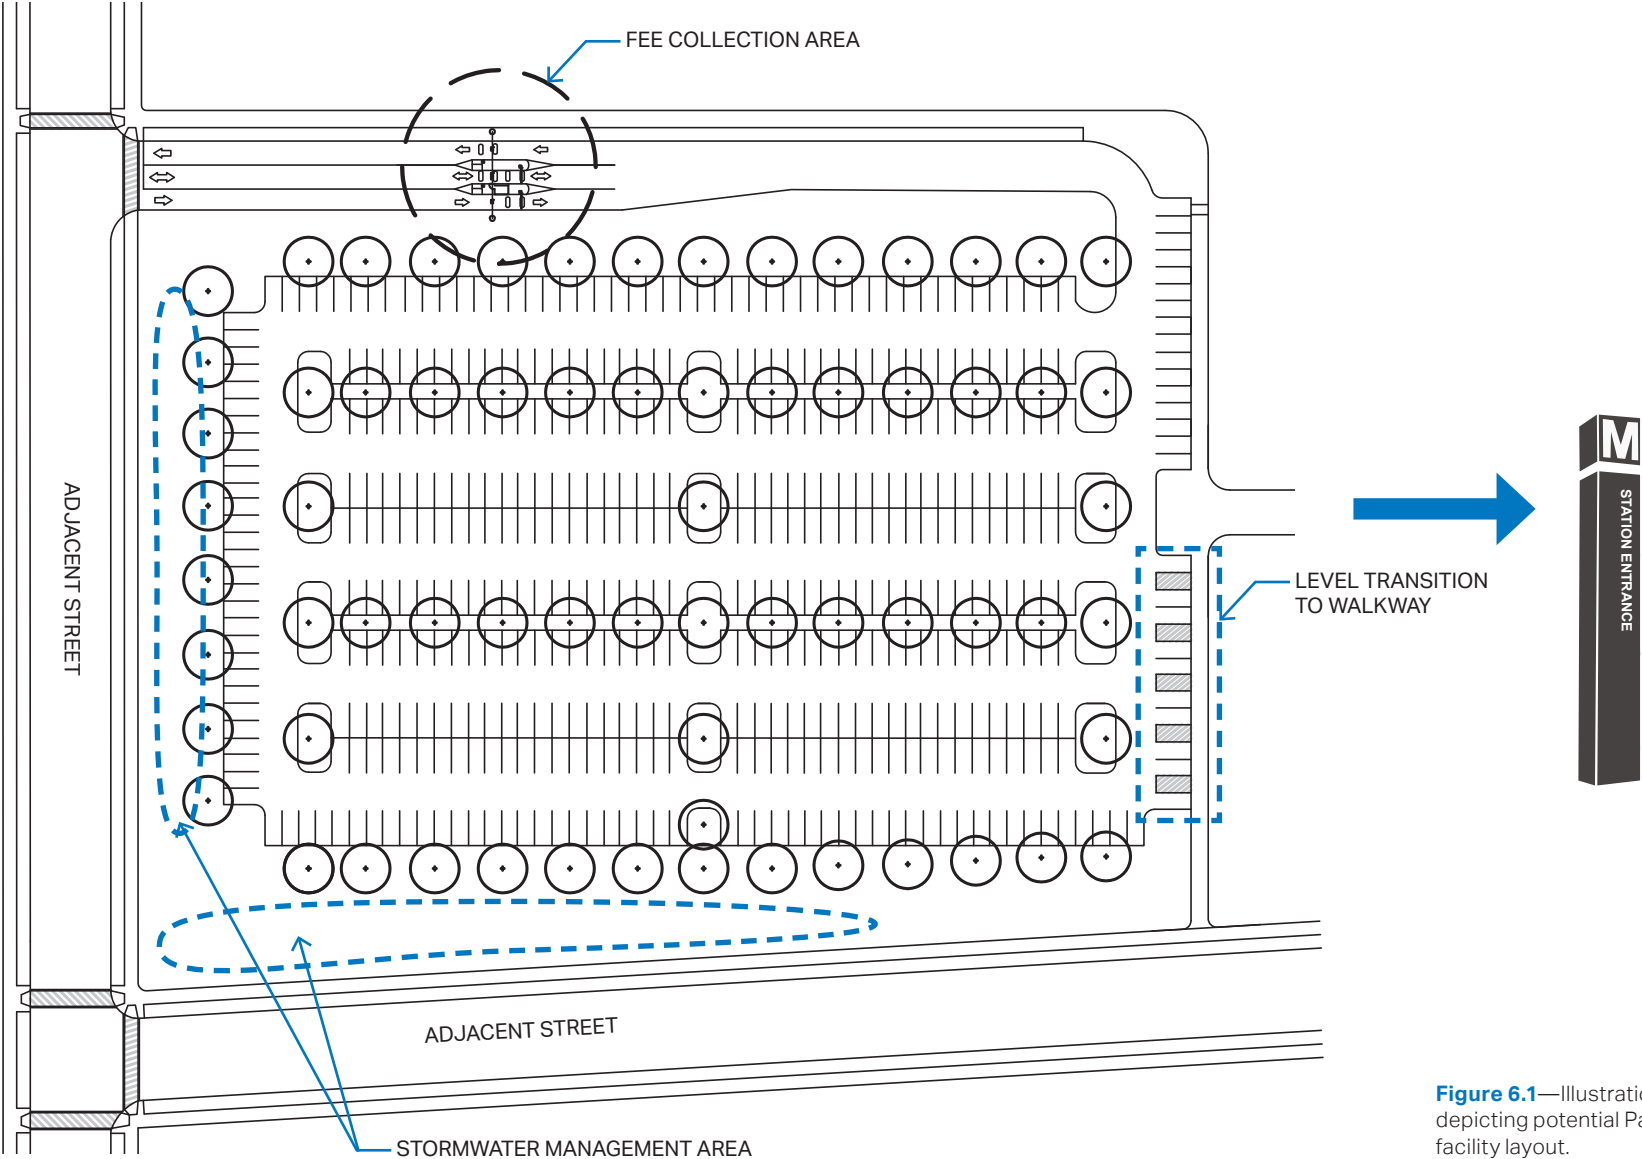 FEE COLLECTION AREA
ADJACENT STREET
M
STATION ENTRANCE
LEVEL TRANSITION
TO WALKWAY
ADJACENT STREET
Figure 6.1—Illustratio
depicting potential Pa
facility layout.
STORMWATER MANAGEMENT AREA